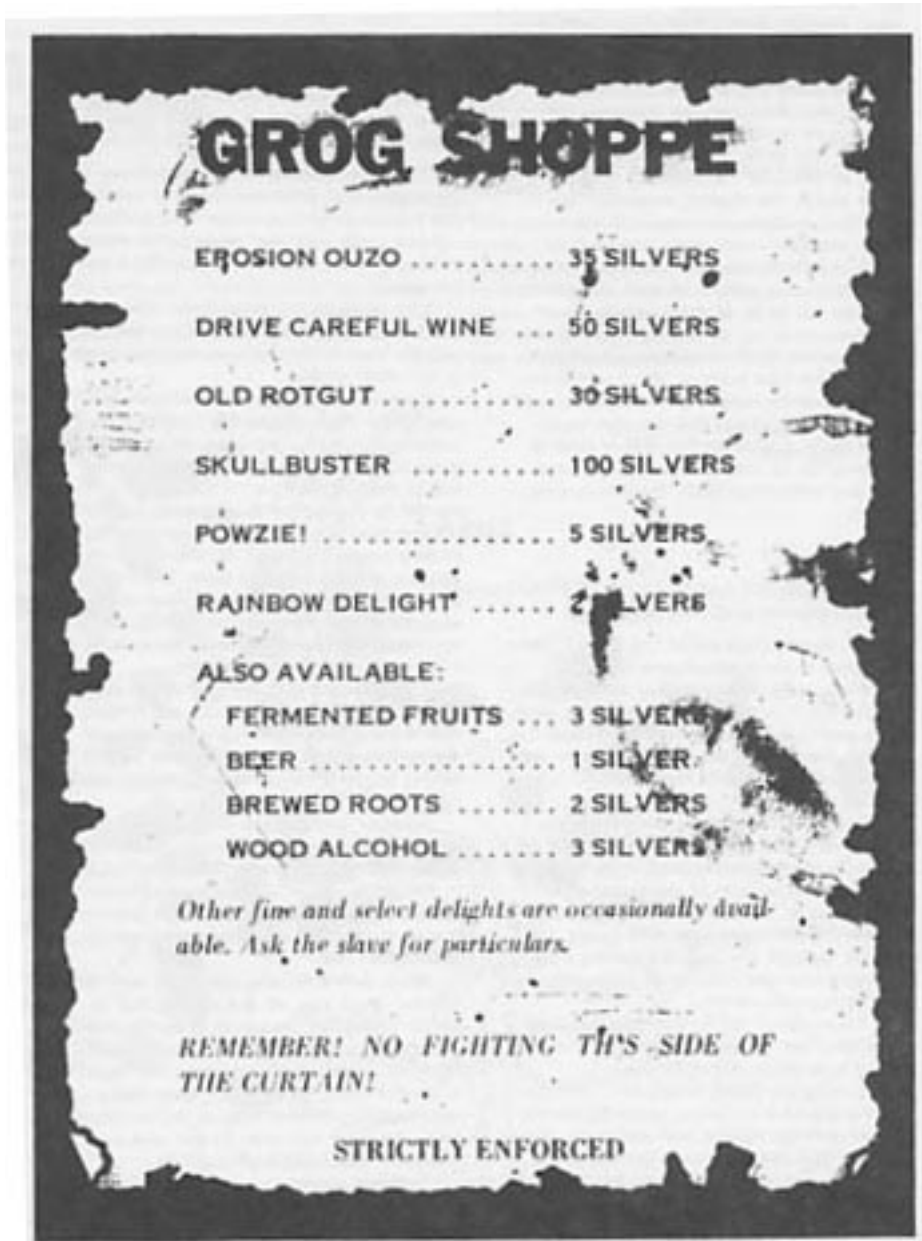 GROG SHOPPE
EROSION OUZO .......... 35 SILVERS
DRIVE CAREFUL WINE ... 50 SILVERS
OLD ROTGUT ............ 30 SILVERS
SKULLBUSTER .......... 100 SILVERS
POWZIE! ................ 5 SILVERS
RAINBOW DELIGHT ...... SILVERS
ALSO AVAILABLE:
FERMENTED FRUITS ... 3 SILVERS
BEER ................. 1 SILVER
BREWED ROOTS ....... 2 SILVERS
WOOD ALCOHOL ....... 3 SILVERS
Other fine and select delights are occasionally avail-
able. Ask the slave for particulars.
REMEMBER! NO FIGHTING THIS SIDE OF
THE CURTAIN!
STRICTLY ENFORCED